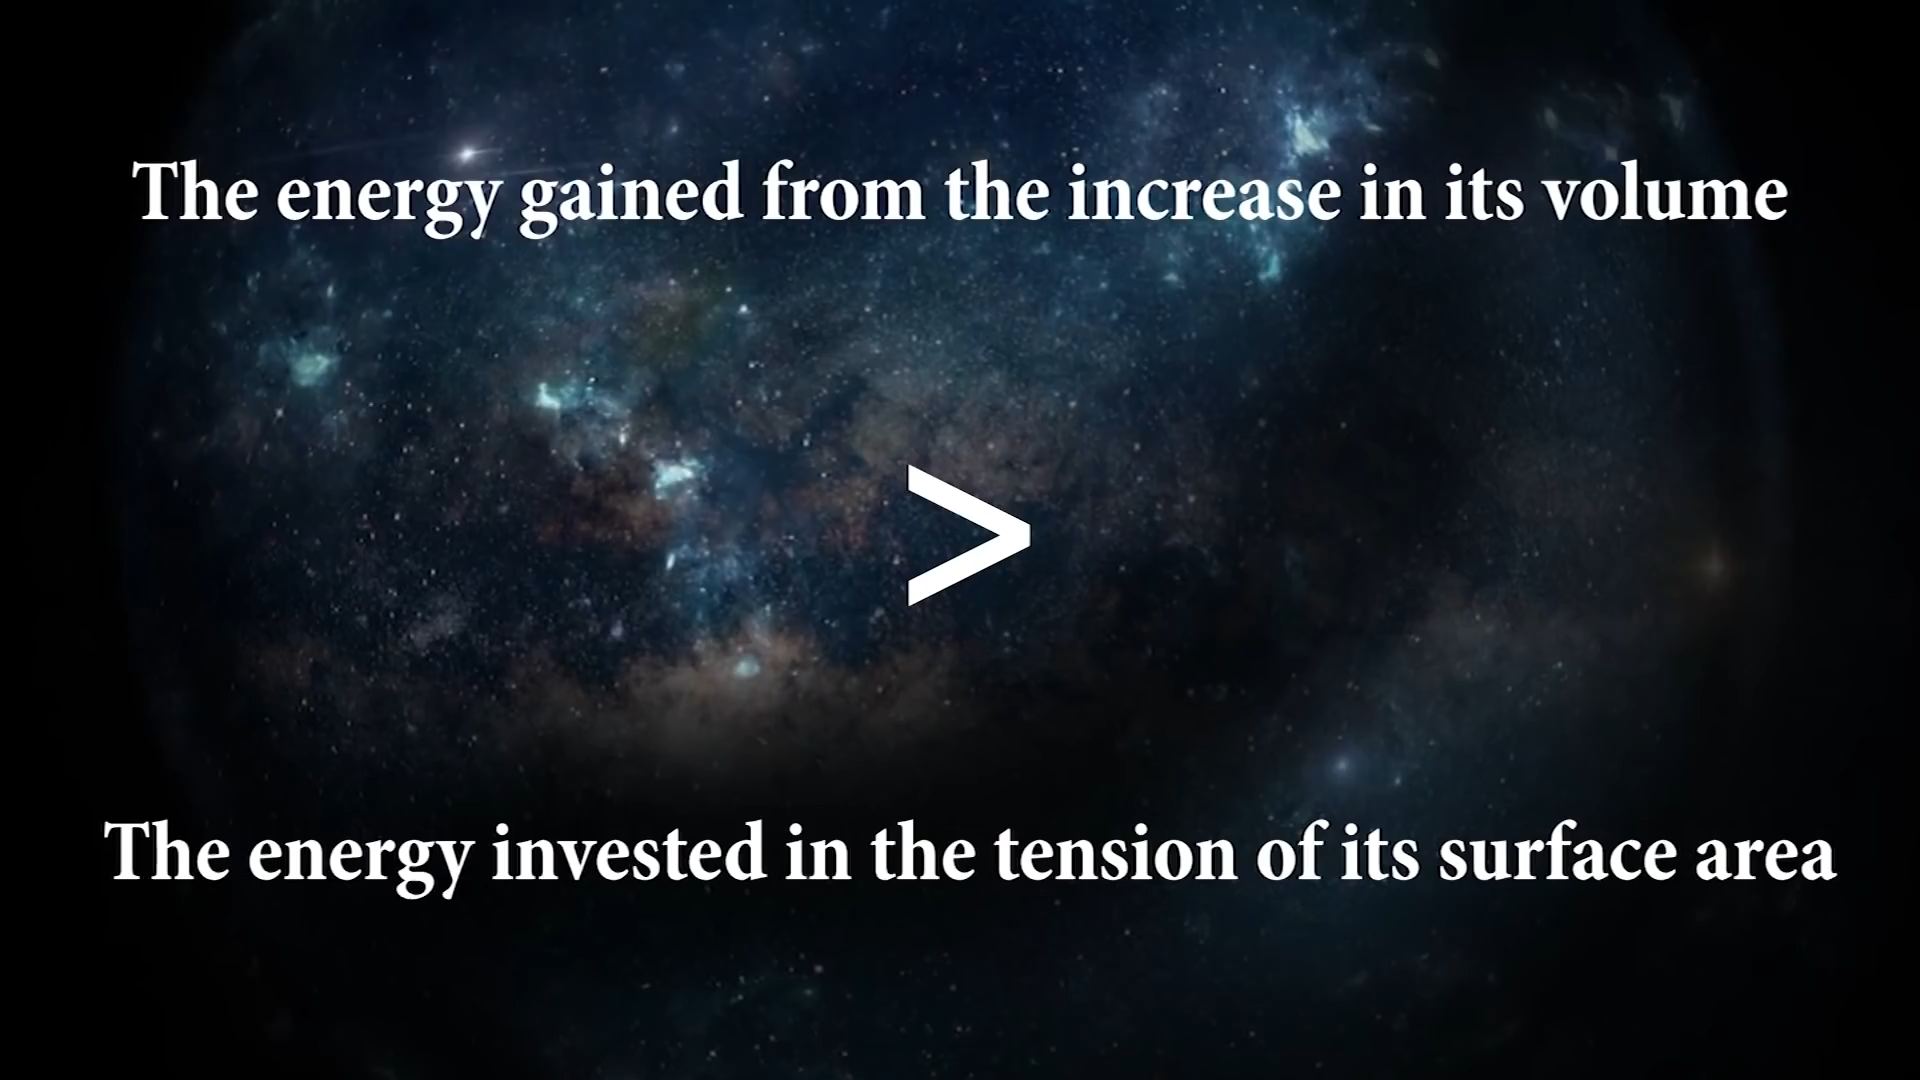 The energy gained from the increase in its volume
>
The energy invested in the tension of its surface area